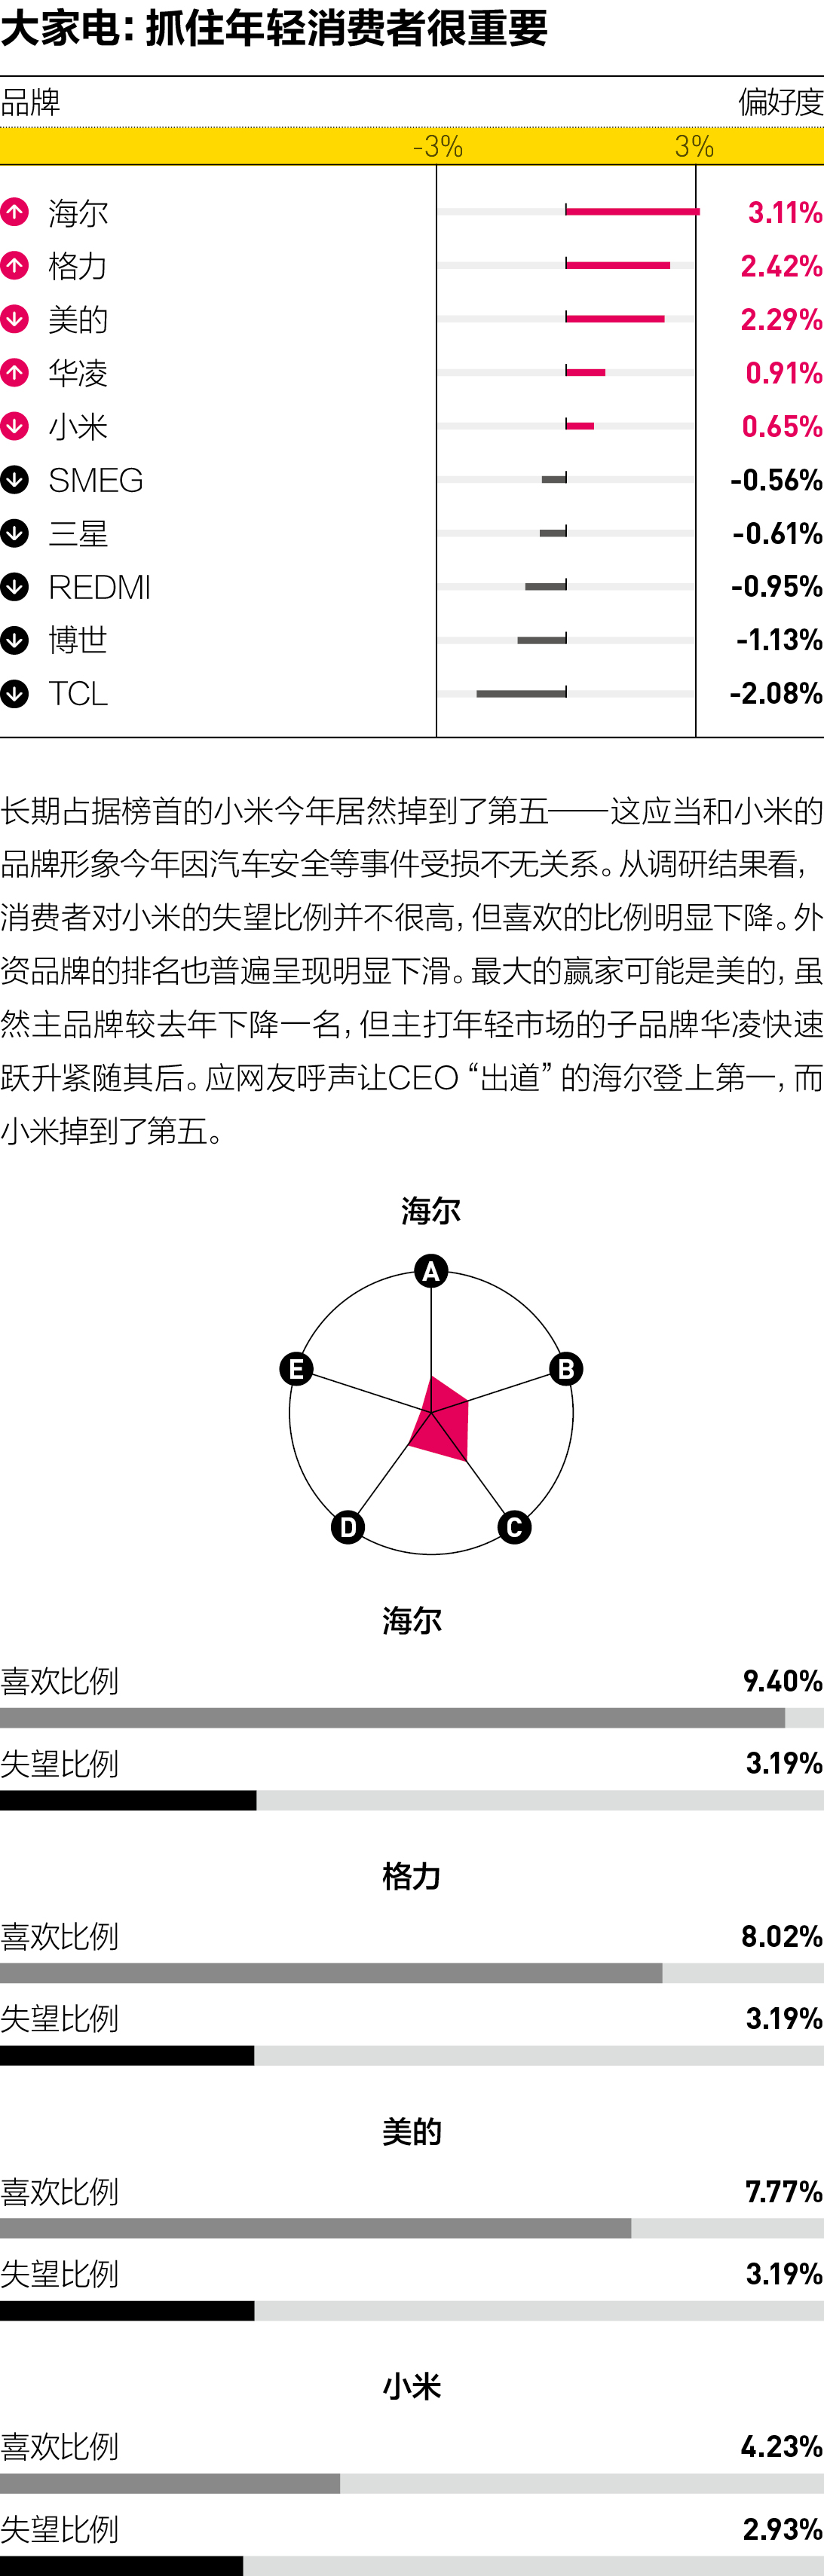 大家电：抓住年轻消费者很重要
品牌 偏好度
-3% 3%
海尔 3.11%
格力 2.42%
美的 2.29%
华凌 0.91%
小米 0.65%
SMEG -0.56%
三星 -0.61%
REDMI -0.95%
博世 -1.13%
TCL -2.08%
长期占据榜首的小米今年居然掉到了第五——这应当和小米的
品牌形象今年因汽车安全等事件受损不无关系。从调研结果看，
消费者对小米的失望比例并不很高，但喜欢的比例明显下降。外
资品牌的排名也普遍呈现明显下滑。最大的赢家可能是美的，虽
然主品牌较去年下降一名，但主打年轻市场的子品牌华凌快速
跃升紧随其后。应网友呼声让CEO“出道”的海尔登上第一，而
小米掉到了第五。
海尔
A
E B
D C
海尔
喜欢比例 9.40%
失望比例 3.19%
格力
喜欢比例 8.02%
失望比例 3.19%
美的
喜欢比例 7.77%
失望比例 3.19%
小米
喜欢比例 4.23%
失望比例 2.93%